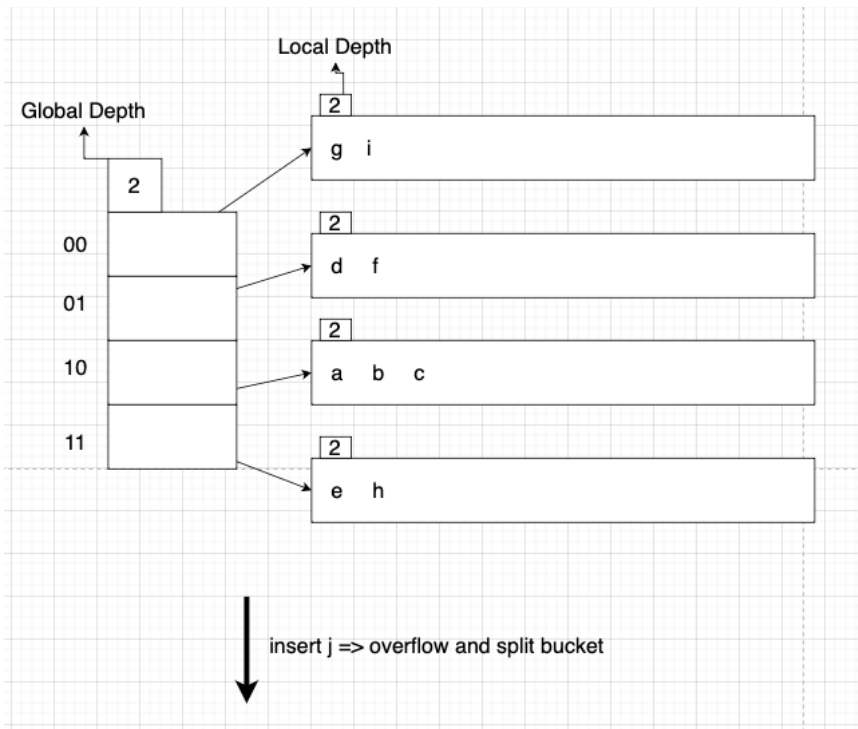 Local Depth
Global Depth
2
2
g i
2
00
d f
01
2
10
a b c
11
2
e h
insert j => overflow and split bucket